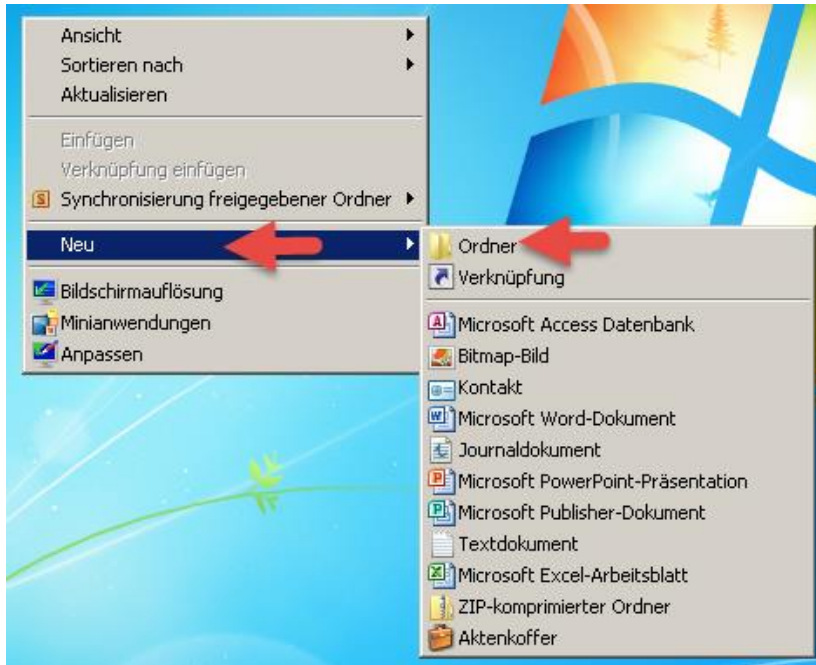 Ansicht
Sortieren nach
Aktualisieren
Einfügen
Verknüpfung einfügen
Synchronisierung freigegebener Ordner
Neu
Bildschirmauflösung
Minianwendungen
Anpassen
Ordner
Verknüpfung
Microsoft Access Datenbank
Bitmap-Bild
Kontakt
Microsoft Word-Dokument
Journaldokument
Microsoft PowerPoint-Präsentation
Microsoft Publisher-Dokument
Textdokument
Microsoft Excel-Arbeitsblatt
ZIP-komprimierter Ordner
Aktenkoffer